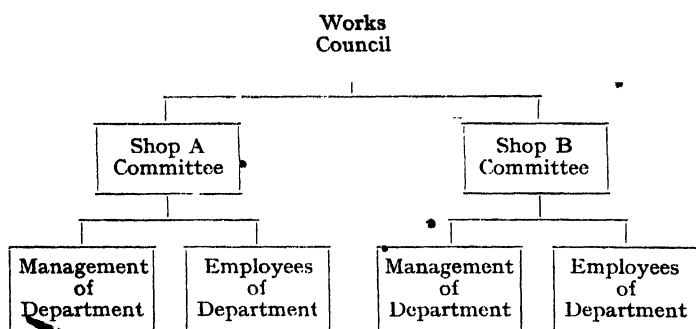 Works
Council
Shop A
Committee
Shop B
Committee
Management
of
Department
Employees
of
Department
Management
of
Department
Employees
of
Department